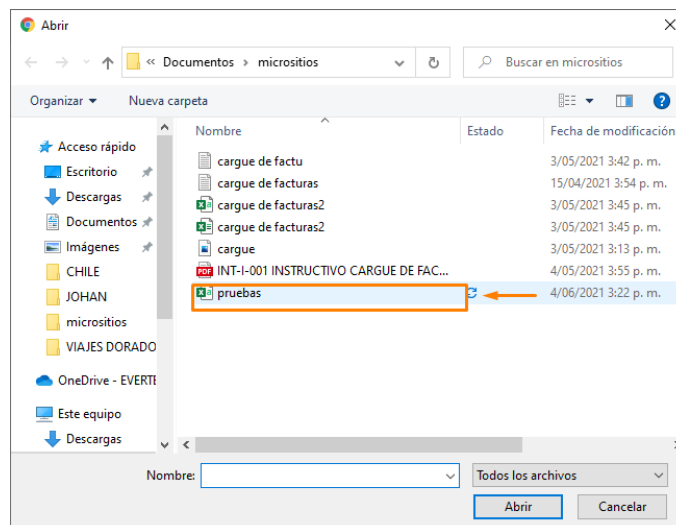 Abrir
« Documentos › micrositios
Buscar en micrositios
Organizar
Nueva carpeta
Nombre Estado Fecha de modificación
Acceso rápido
Escritorio
Descargas
Documentos
Imágenes
CHILE
JOHAN
micrositios
VIAJES DORADO
OneDrive - EVERTE
Este equipo
Descargas
cargue de factu 3/05/2021 3:42 p. m.
cargue de facturas 15/04/2021 3:54 p. m.
cargue de facturas2 3/05/2021 3:45 p. m.
cargue de facturas2 3/05/2021 3:45 p. m.
cargue 3/05/2021 3:13 p. m.
PDF INT-I-001 INSTRUCTIVO CARGUE DE FAC... 4/05/2021 3:55 p. m.
pruebas 4/06/2021 3:22 p. m.
Nombre:
Todos los archivos
Abrir
Cancelar